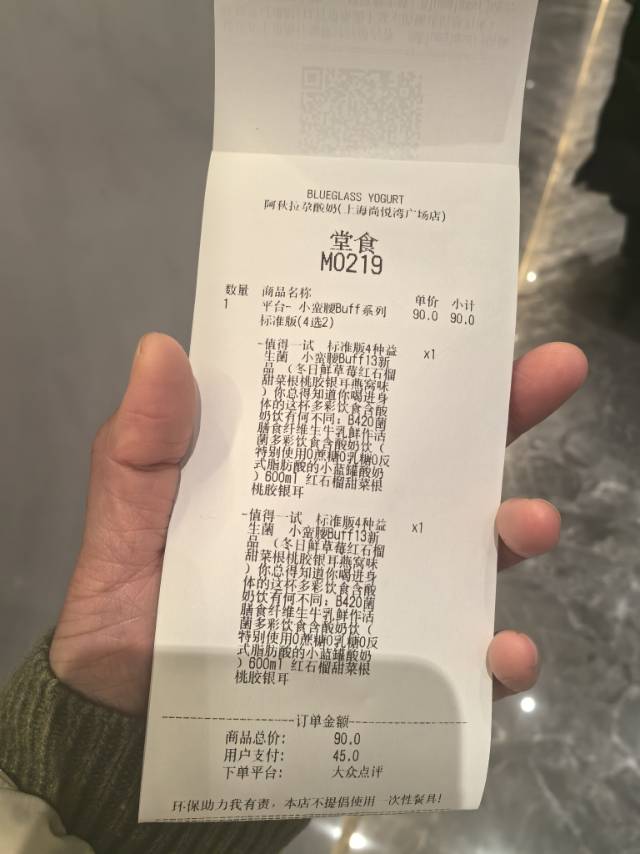 BLUEGLASS YOGURT
阿秋拉尕酸奶(上海尚悦湾广场店)
堂食
M0219
数量 商品名称 单价 小计
1 平台- 小蛮腰Buff系列 90.0 90.0
标准版(4选2)
-值得一试 标准版4种益 x1
生菌 小蛮腰Buff13新
品 (冬日鲜草莓红石榴
甜菜根桃胶银耳燕窝味
) 你总得知道你喝进身
体的这杯多彩饮食含酸
奶饮有何不同：B420菌
膳食纤维生牛乳鲜作活
菌多彩饮食含酸奶饮 (
特别使用0蔗糖0乳糖0反
式脂肪酸的小蓝罐酸奶
) 600ml 红石榴甜菜根
桃胶银耳
-值得一试 标准版4种益 x1
生菌 小蛮腰Buff13新
品 (冬日鲜草莓红石榴
甜菜根桃胶银耳燕窝味
) 你总得知道你喝进身
体的这杯多彩饮食含酸
奶饮有何不同：B420菌
膳食纤维生牛乳鲜作活
菌多彩饮食含酸奶饮 (
特别使用0蔗糖0乳糖0反
式脂肪酸的小蓝罐酸奶
) 600ml 红石榴甜菜根
桃胶银耳
订单金额
商品总价: 90.0
用户支付: 45.0
下单平台: 大众点评
环保助力我有责，本店不提倡使用一次性餐具!